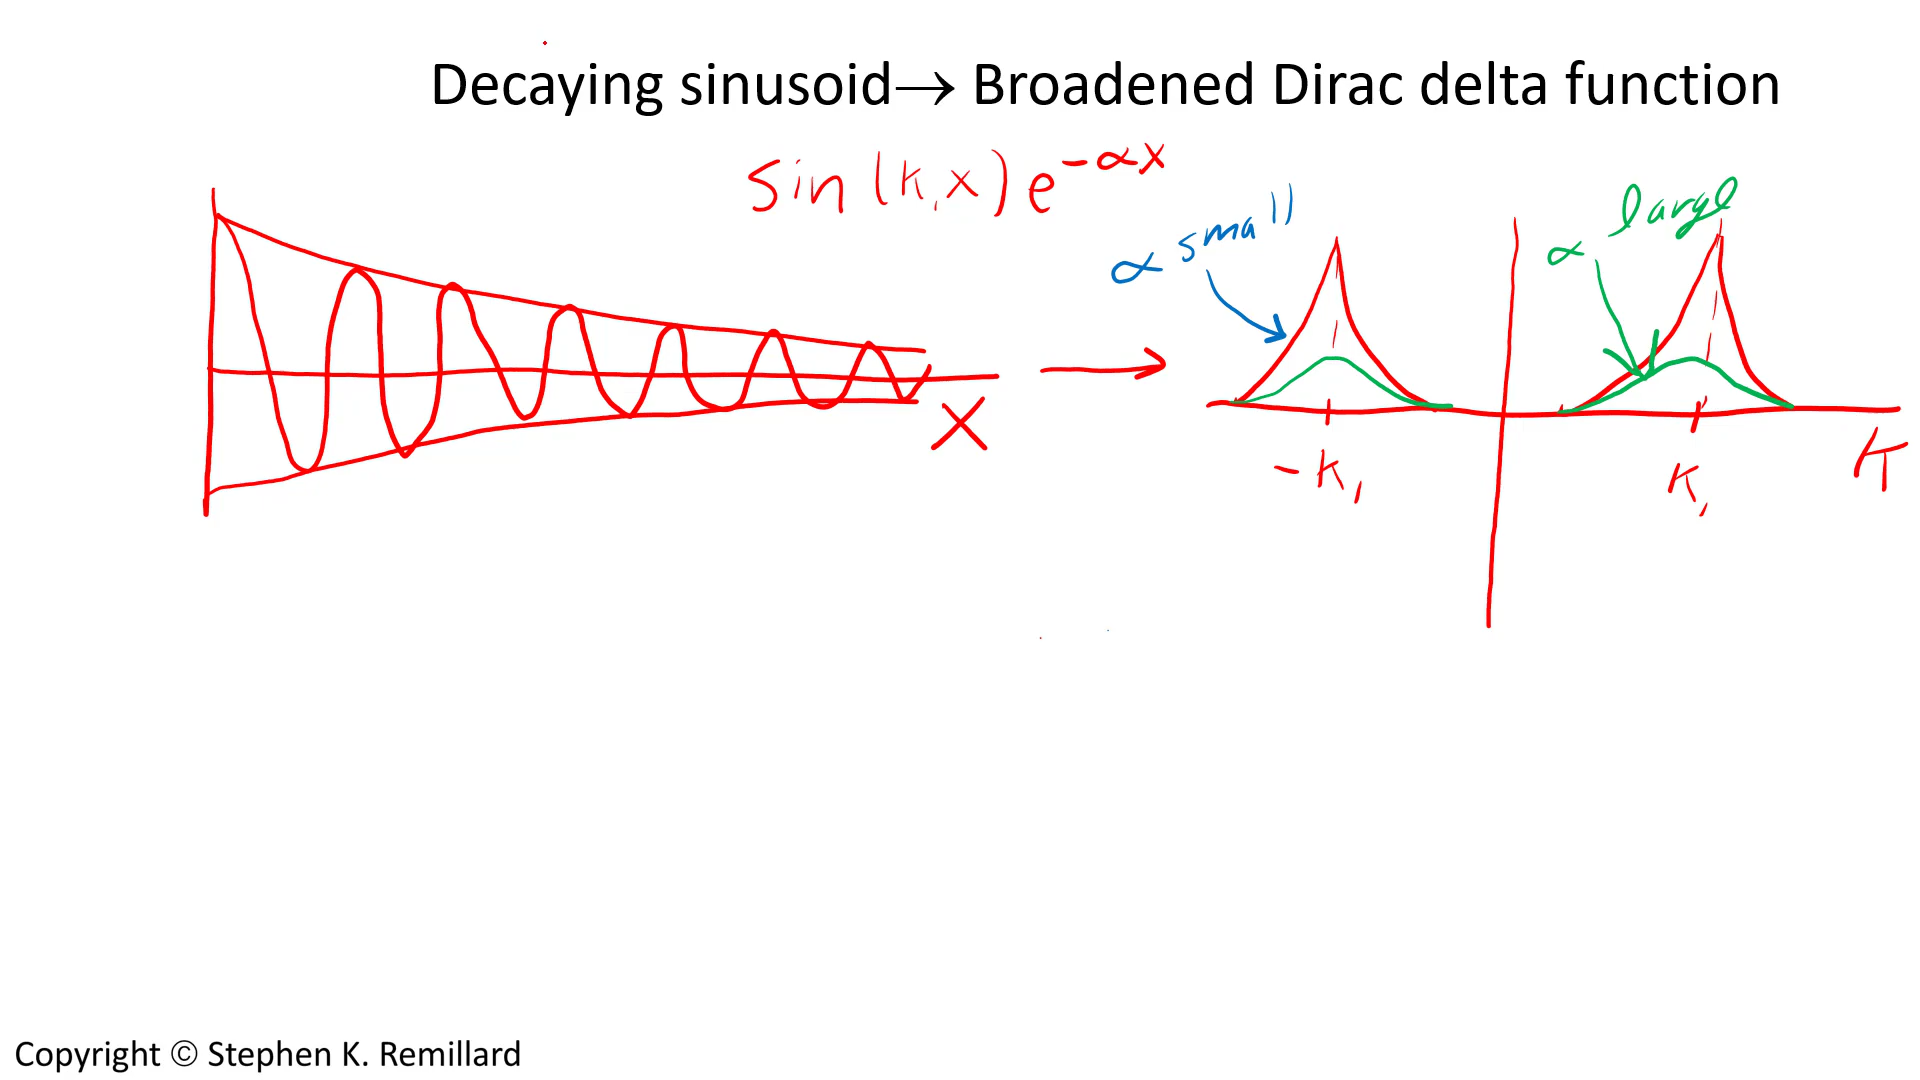 Decaying sinusoid→ Broadened Dirac delta function
sin(k₁x)e^-αx
α small
α large
x
-k₁
k₁
k
Copyright © Stephen K. Remillard